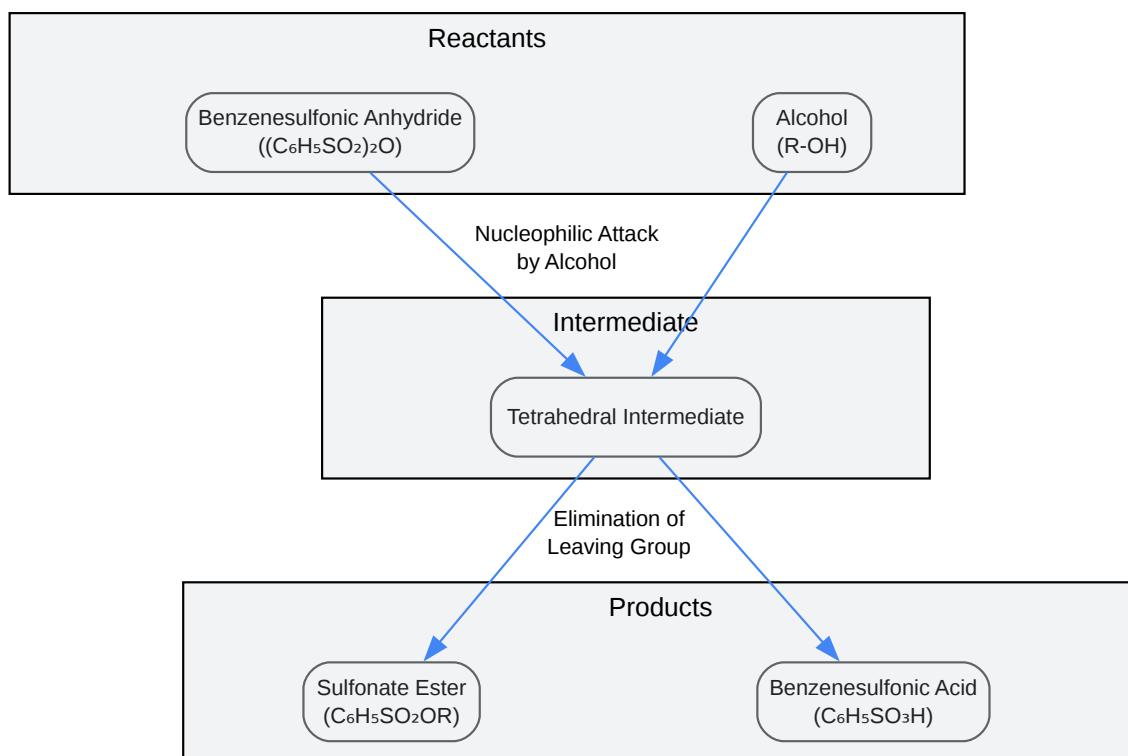 Reactants
Benzenesulfonic Anhydride
((C₆H₅SO₂)₂O)
Alcohol
(R-OH)
Nucleophilic Attack
by Alcohol
Intermediate
Tetrahedral Intermediate
Elimination of
Leaving Group
Products
Sulfonate Ester
(C₆H₅SO₂OR)
Benzenesulfonic Acid
(C₆H₅SO₃H)